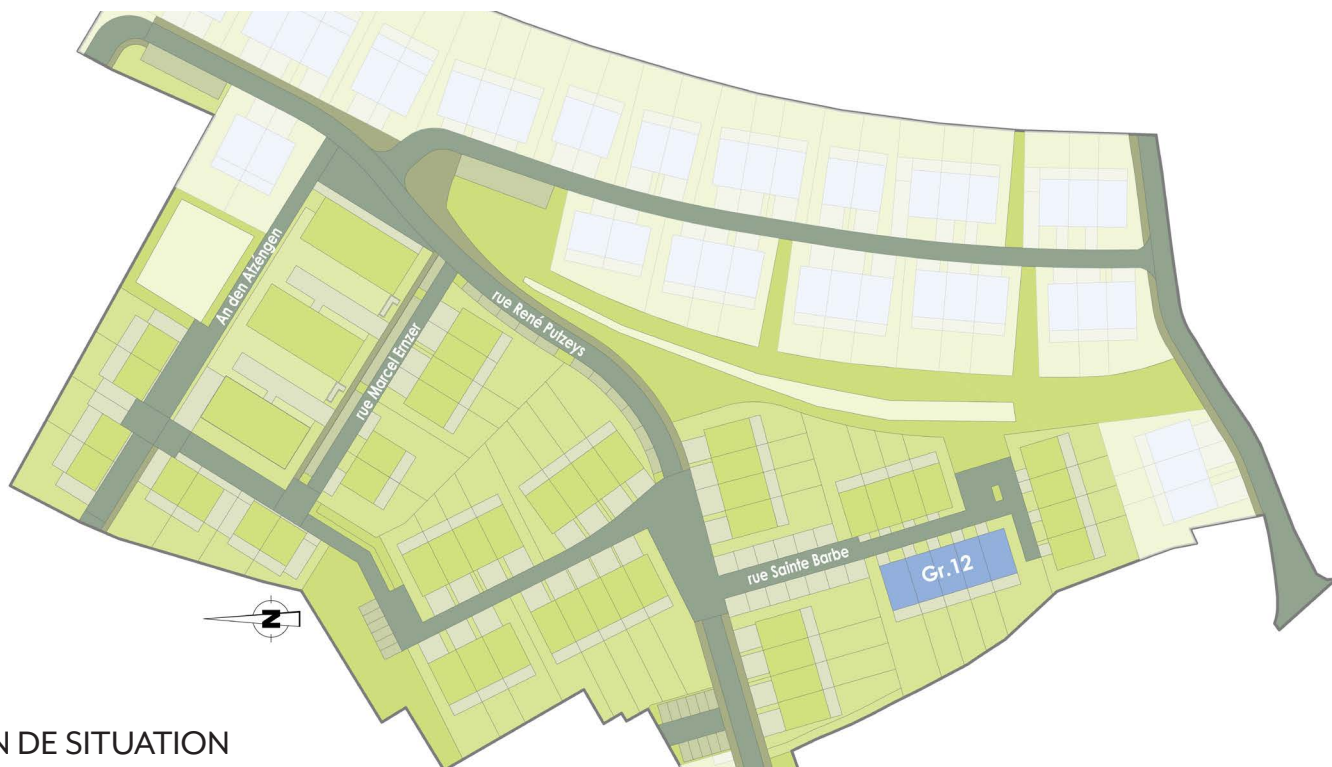 An den Atzéngen
rue Marcel Ernzer
rue René Putzeys
rue Sainte Barbe
Gr.12
N
N DE SITUATION